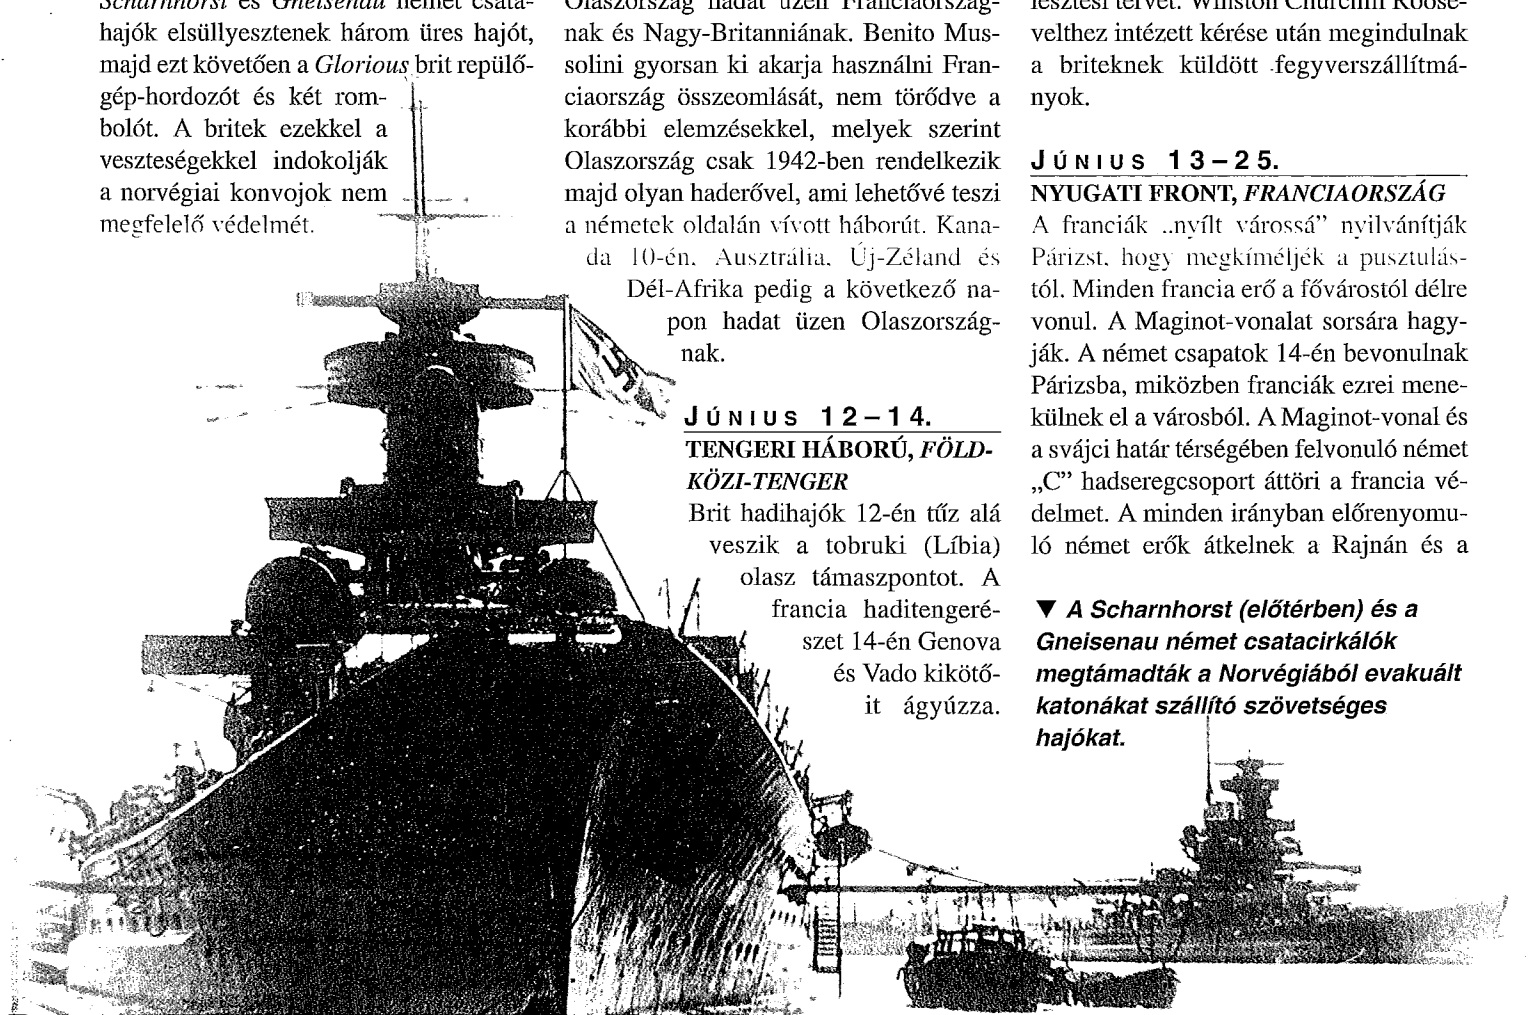 Scharnhorst és Gneisenau német csata-
hajók elsüllyesztenek három üres hajót,
majd ezt követően a Glorious brit repülő-
gép-hordozót és két rom-
bolót. A britek ezekkel a
veszteségekkel indokolják
a norvégiai konvojok nem
megfelelő védelmét.
Olaszország hadat üzen Franciaország-
nak és Nagy-Britanniának. Benito Mus-
solini gyorsan ki akarja használni Fran-
ciaország összeomlását, nem törődve a
korábbi elemzésekkel, melyek szerint
Olaszország csak 1942-ben rendelkezik
majd olyan haderővel, ami lehetővé teszi
a németek oldalán vívott háborút. Kana-
da 10-én, Ausztrália, Új-Zéland és
Dél-Afrika pedig a következő na-
pon hadat üzen Olaszország-
nak.
JÚNIUS 12–14.
TENGERI HÁBORÚ, FÖLD-
KÖZI-TENGER
Brit hadihajók 12-én tűz alá
veszik a tobruki (Líbia)
olasz támaszpontot. A
francia haditengeré-
szet 14-én Genova
és Vado kikötő-
it ágyúzza.
lesztési tervét. Winston Churchill Roose-
velthez intézett kérése után megindulnak
a briteknek küldött fegyverszállítmá-
nyok.
JÚNIUS 13–25.
NYUGATI FRONT, FRANCIAORSZÁG
A franciák „nyílt várossá” nyilvánítják
Párizst, hogy megkíméljék a pusztulás-
tól. Minden francia erő a fővárostól délre
vonul. A Maginot-vonalat sorsára hagy-
ják. A német csapatok 14-én bevonulnak
Párizsba, miközben franciák ezrei mene-
külnek el a városból. A Maginot-vonal és
a svájci határ térségében felvonuló német
„C” hadseregcsoport áttöri a francia vé-
delmet. A minden irányban előrenyomu-
ló német erők átkelnek a Rajnán és a
▼ A Scharnhorst (előtérben) és a
Gneisenau német csatacirkálók
megtámadták a Norvégiából evakuált
katonákat szállító szövetséges
hajókat.